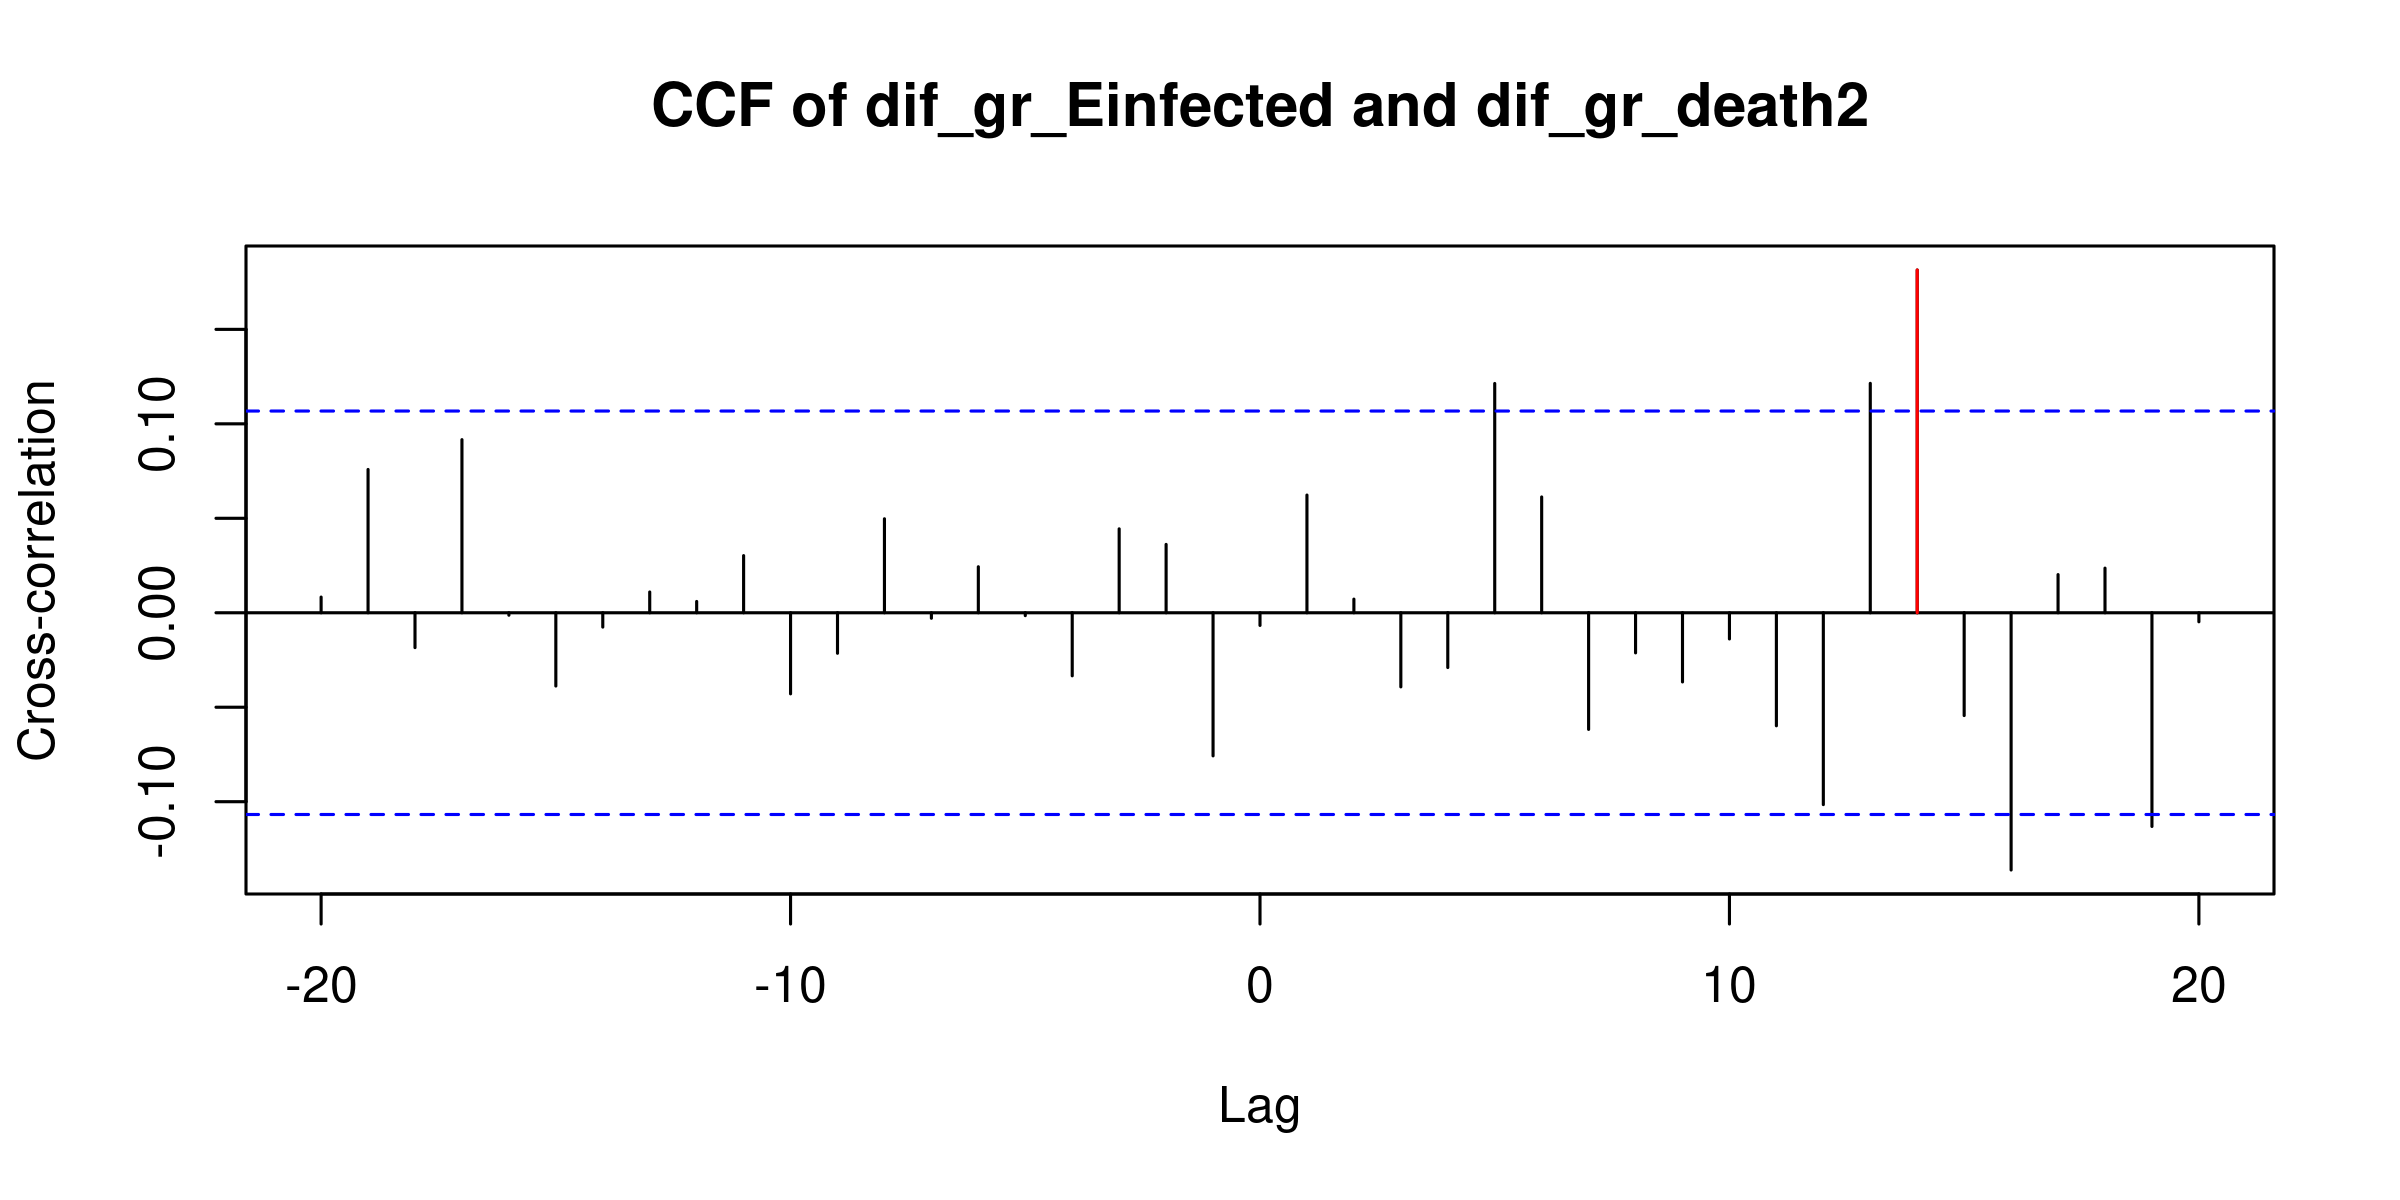 CCF of dif_gr_Einfected and dif_gr_death2
Cross-correlation
0.10
0.00
-0.10
-20 -10 0 10 20
Lag